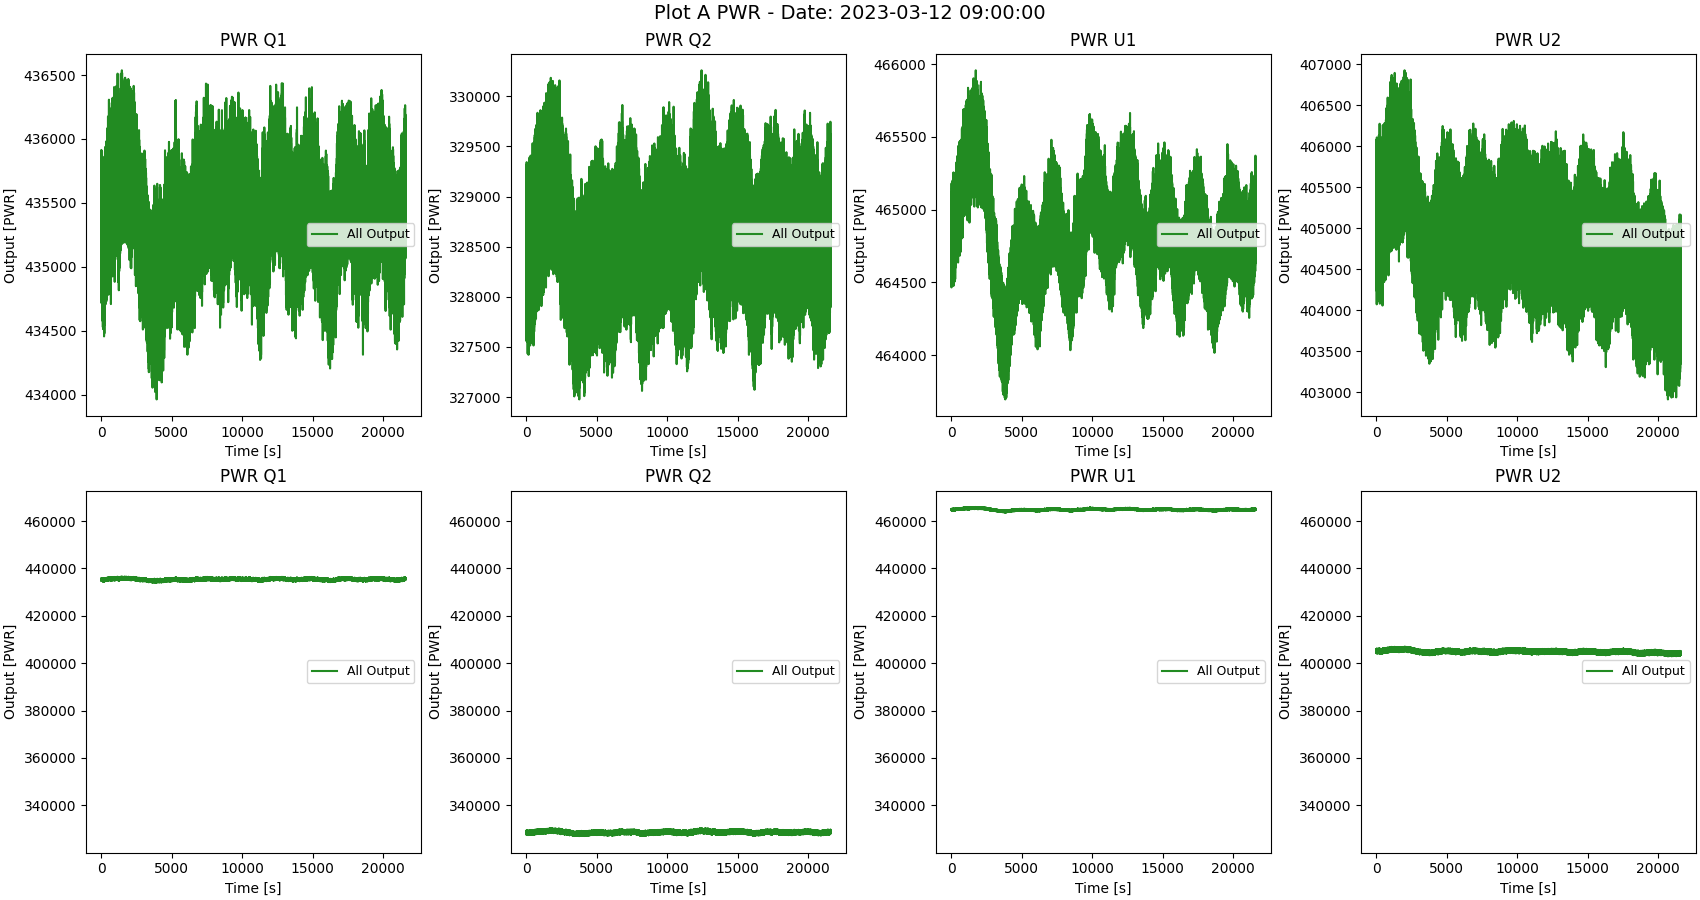 Plot A PWR - Date: 2023-03-12 09:00:00
PWR Q1
PWR Q2
PWR U1
PWR U2
436500
436000
435500
435000
434500
434000
Output [PWR]
All Output
0 5000 10000 15000 20000
Time [s]
330000
329500
329000
328500
328000
327500
327000
Output [PWR]
All Output
0 5000 10000 15000 20000
Time [s]
466000
465500
465000
464500
464000
Output [PWR]
All Output
0 5000 10000 15000 20000
Time [s]
407000
406500
406000
405500
405000
404500
404000
403500
403000
Output [PWR]
All Output
0 5000 10000 15000 20000
Time [s]
PWR Q1
460000
440000
420000
400000
380000
360000
340000
Output [PWR]
All Output
0 5000 10000 15000 20000
Time [s]
PWR Q2
460000
440000
420000
400000
380000
360000
340000
Output [PWR]
All Output
0 5000 10000 15000 20000
Time [s]
PWR U1
460000
440000
420000
400000
380000
360000
340000
Output [PWR]
All Output
0 5000 10000 15000 20000
Time [s]
PWR U2
460000
440000
420000
400000
380000
360000
340000
Output [PWR]
All Output
0 5000 10000 15000 20000
Time [s]